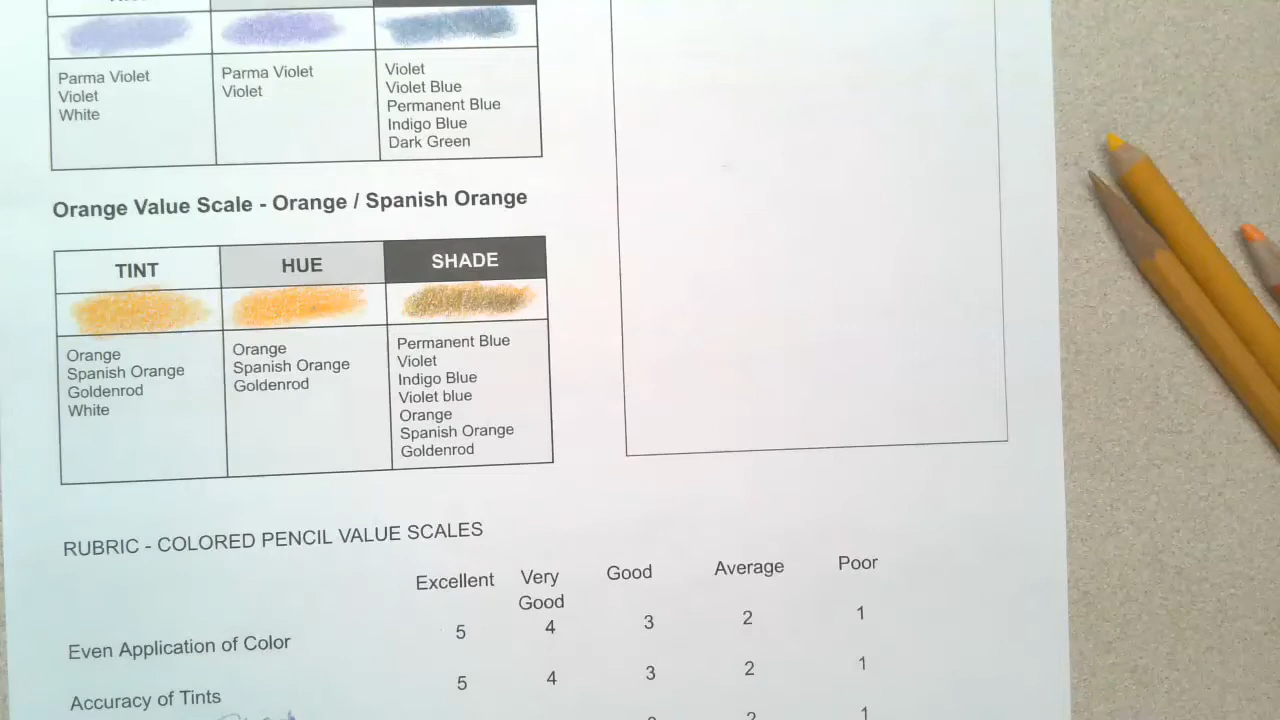 Parma Violet
Violet
White
Parma Violet
Violet
Violet
Violet Blue
Permanent Blue
Indigo Blue
Dark Green
Orange Value Scale - Orange / Spanish Orange
TINT
HUE
SHADE
Orange
Spanish Orange
Goldenrod
White
Orange
Spanish Orange
Goldenrod
Permanent Blue
Violet
Indigo Blue
Violet blue
Orange
Spanish Orange
Goldenrod
RUBRIC - COLORED PENCIL VALUE SCALES
Excellent Very Good Good Average Poor
Even Application of Color 5 4 3 2 1
Accuracy of Tints 5 4 3 2 1
2 1